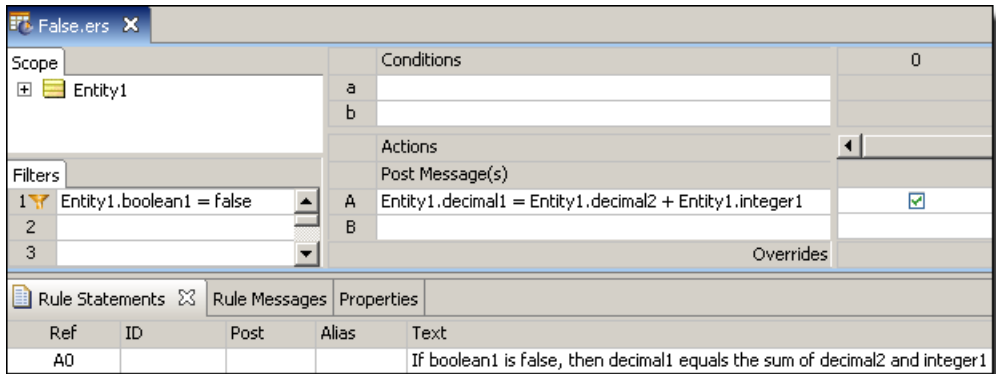 False.ers
Scope
Entity1
Conditions 0
a
b
Actions
Post Message(s)
Filters
1 Entity1.boolean1 = false
2
3
A Entity1.decimal1 = Entity1.decimal2 + Entity1.integer1
B
Overrides
Rule Statements Rule Messages Properties
Ref ID Post Alias Text
A0 If boolean1 is false, then decimal1 equals the sum of decimal2 and integer1